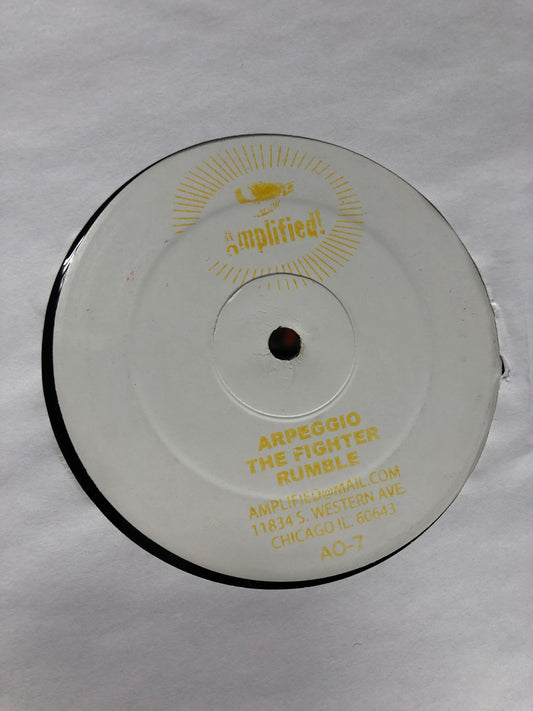 Amplified!
ARPEGGIO
THE FIGHTER
RUMBLE
AMPLIFIED@MAIL.COM
11834 S. WESTERN AVE.
CHICAGO IL. 60643
AO-7